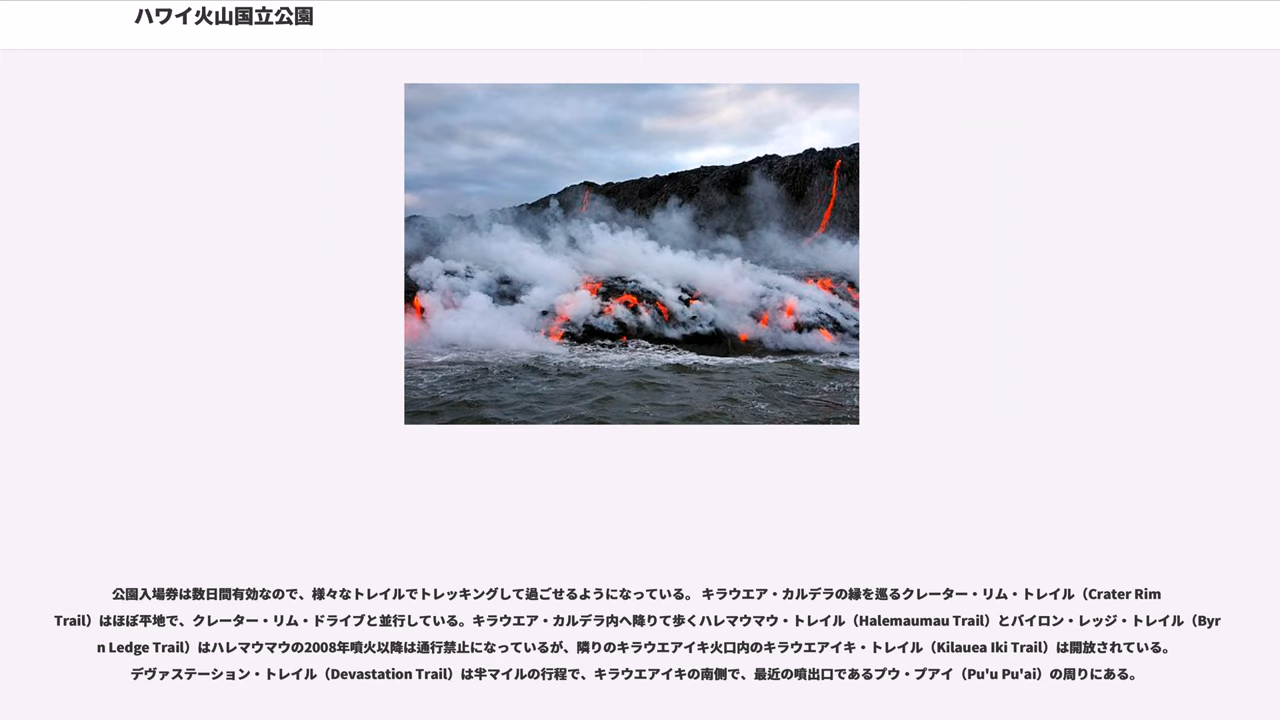 ハワイ火山国立公園
公園入場券は数日間有効なので、様々なトレイルでトレッキングして過ごせるようになっている。 キラウエア・カルデラの縁を巡るクレーター・リム・トレイル（Crater Rim
Trail）はほぼ平地で、クレーター・リム・ドライブと並行している。キラウエア・カルデラ内へ降りて歩くハレマウマウ・トレイル（Halemaumau Trail）とバイロン・レッジ・トレイル（Byr
n Ledge Trail）はハレマウマウの2008年噴火以降は通行禁止になっているが、隣りのキラウエアイキ火口内のキラウエアイキ・トレイル（Kilauea Iki Trail）は開放されている。
デヴァステーション・トレイル（Devastation Trail）は半マイルの行程で、キラウエアイキの南側で、最近の噴出口であるプウ・プアイ（Pu'u Pu'ai）の周りにある。